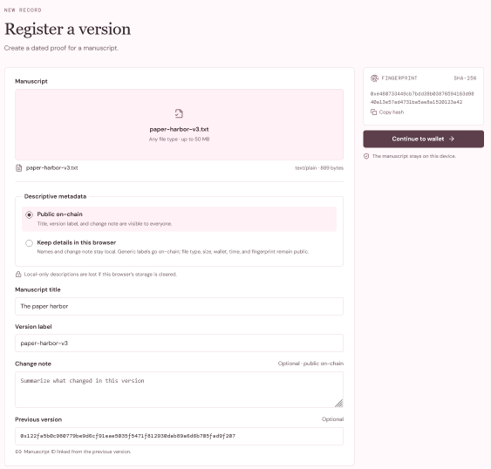 NEW RECORD
Register a version
Create a dated proof for a manuscript.
Manuscript
paper-harbor-v3.txt
Any file type · up to 50 MB
paper-harbor-v3.txt
text/plain · 889 bytes
Descriptive metadata
Public on-chain
Title, version label, and change note are visible to everyone.
Keep details in this browser
Names and change note stay local. Generic labels go on-chain, file type, size, wallet, time, and fingerprint remain public.
Local-only descriptions are lost if this browser's storage is cleared.
Manuscript title
The paper harbor
Version label
paper-harbor-v3
Change note
Optional · public on-chain
Summarize what changed in this version
Previous version
Optional
Manuscript ID linked from the previous version.
FINGERPRINT
SHA-256
Copy hash
Continue to wallet →
The manuscript stays on this device.